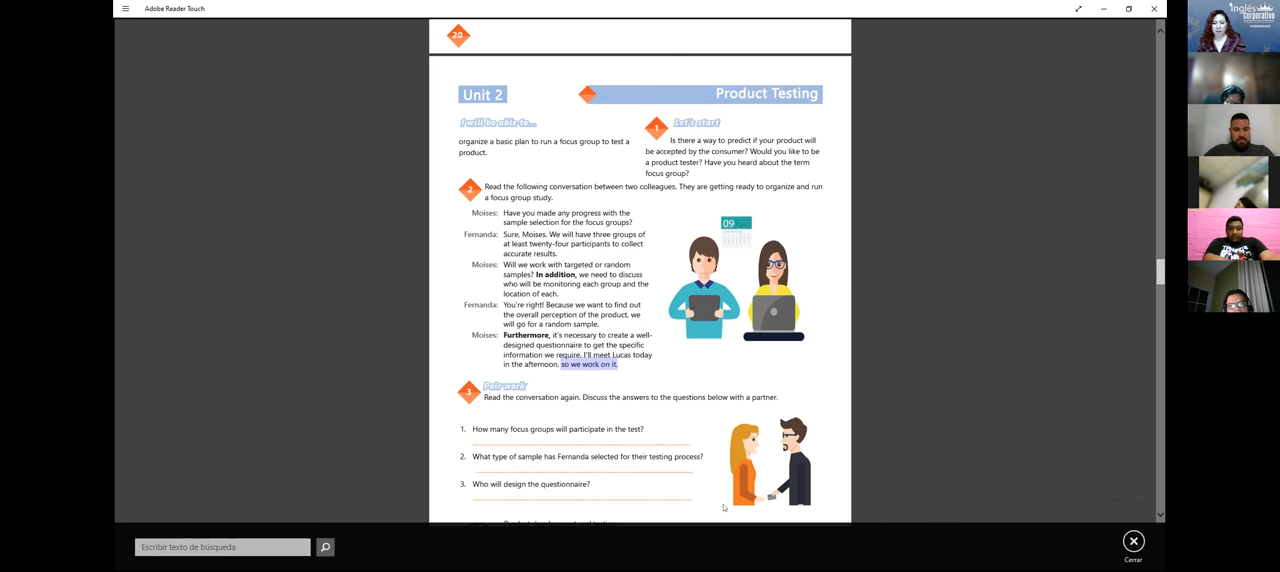 Adobe Reader Touch
Inglés
Corporativo
INTERMEDIATE
20
Unit 2
Product Testing
I will be able to...
organize a basic plan to run a focus group to test a
product.
1
Let's start
Is there a way to predict if your product will
be accepted by the consumer? Would you like to be
a product tester? Have you heard about the term
focus group?
2
Read the following conversation between two colleagues. They are getting ready to organize and run
a focus group study.
Moises: Have you made any progress with the
sample selection for the focus groups?
Fernanda: Sure, Moises. We will have three groups of
at least twenty-four participants to collect
accurate results.
Moises: Will we work with targeted or random
samples? In addition, we need to discuss
who will be monitoring each group and the
location of each.
Fernanda: You're right! Because we want to find out
the overall perception of the product, we
will go for a random sample.
Moises: Furthermore, it's necessary to create a well-
designed questionnaire to get the specific
information we require. I'll meet Lucas today
in the afternoon, so we work on it.
09
3
Pair work
Read the conversation again. Discuss the answers to the questions below with a partner.
1. How many focus groups will participate in the test?
2. What type of sample has Fernanda selected for their testing process?
3. Who will design the questionnaire?
Escribir texto de búsqueda
Cerrar